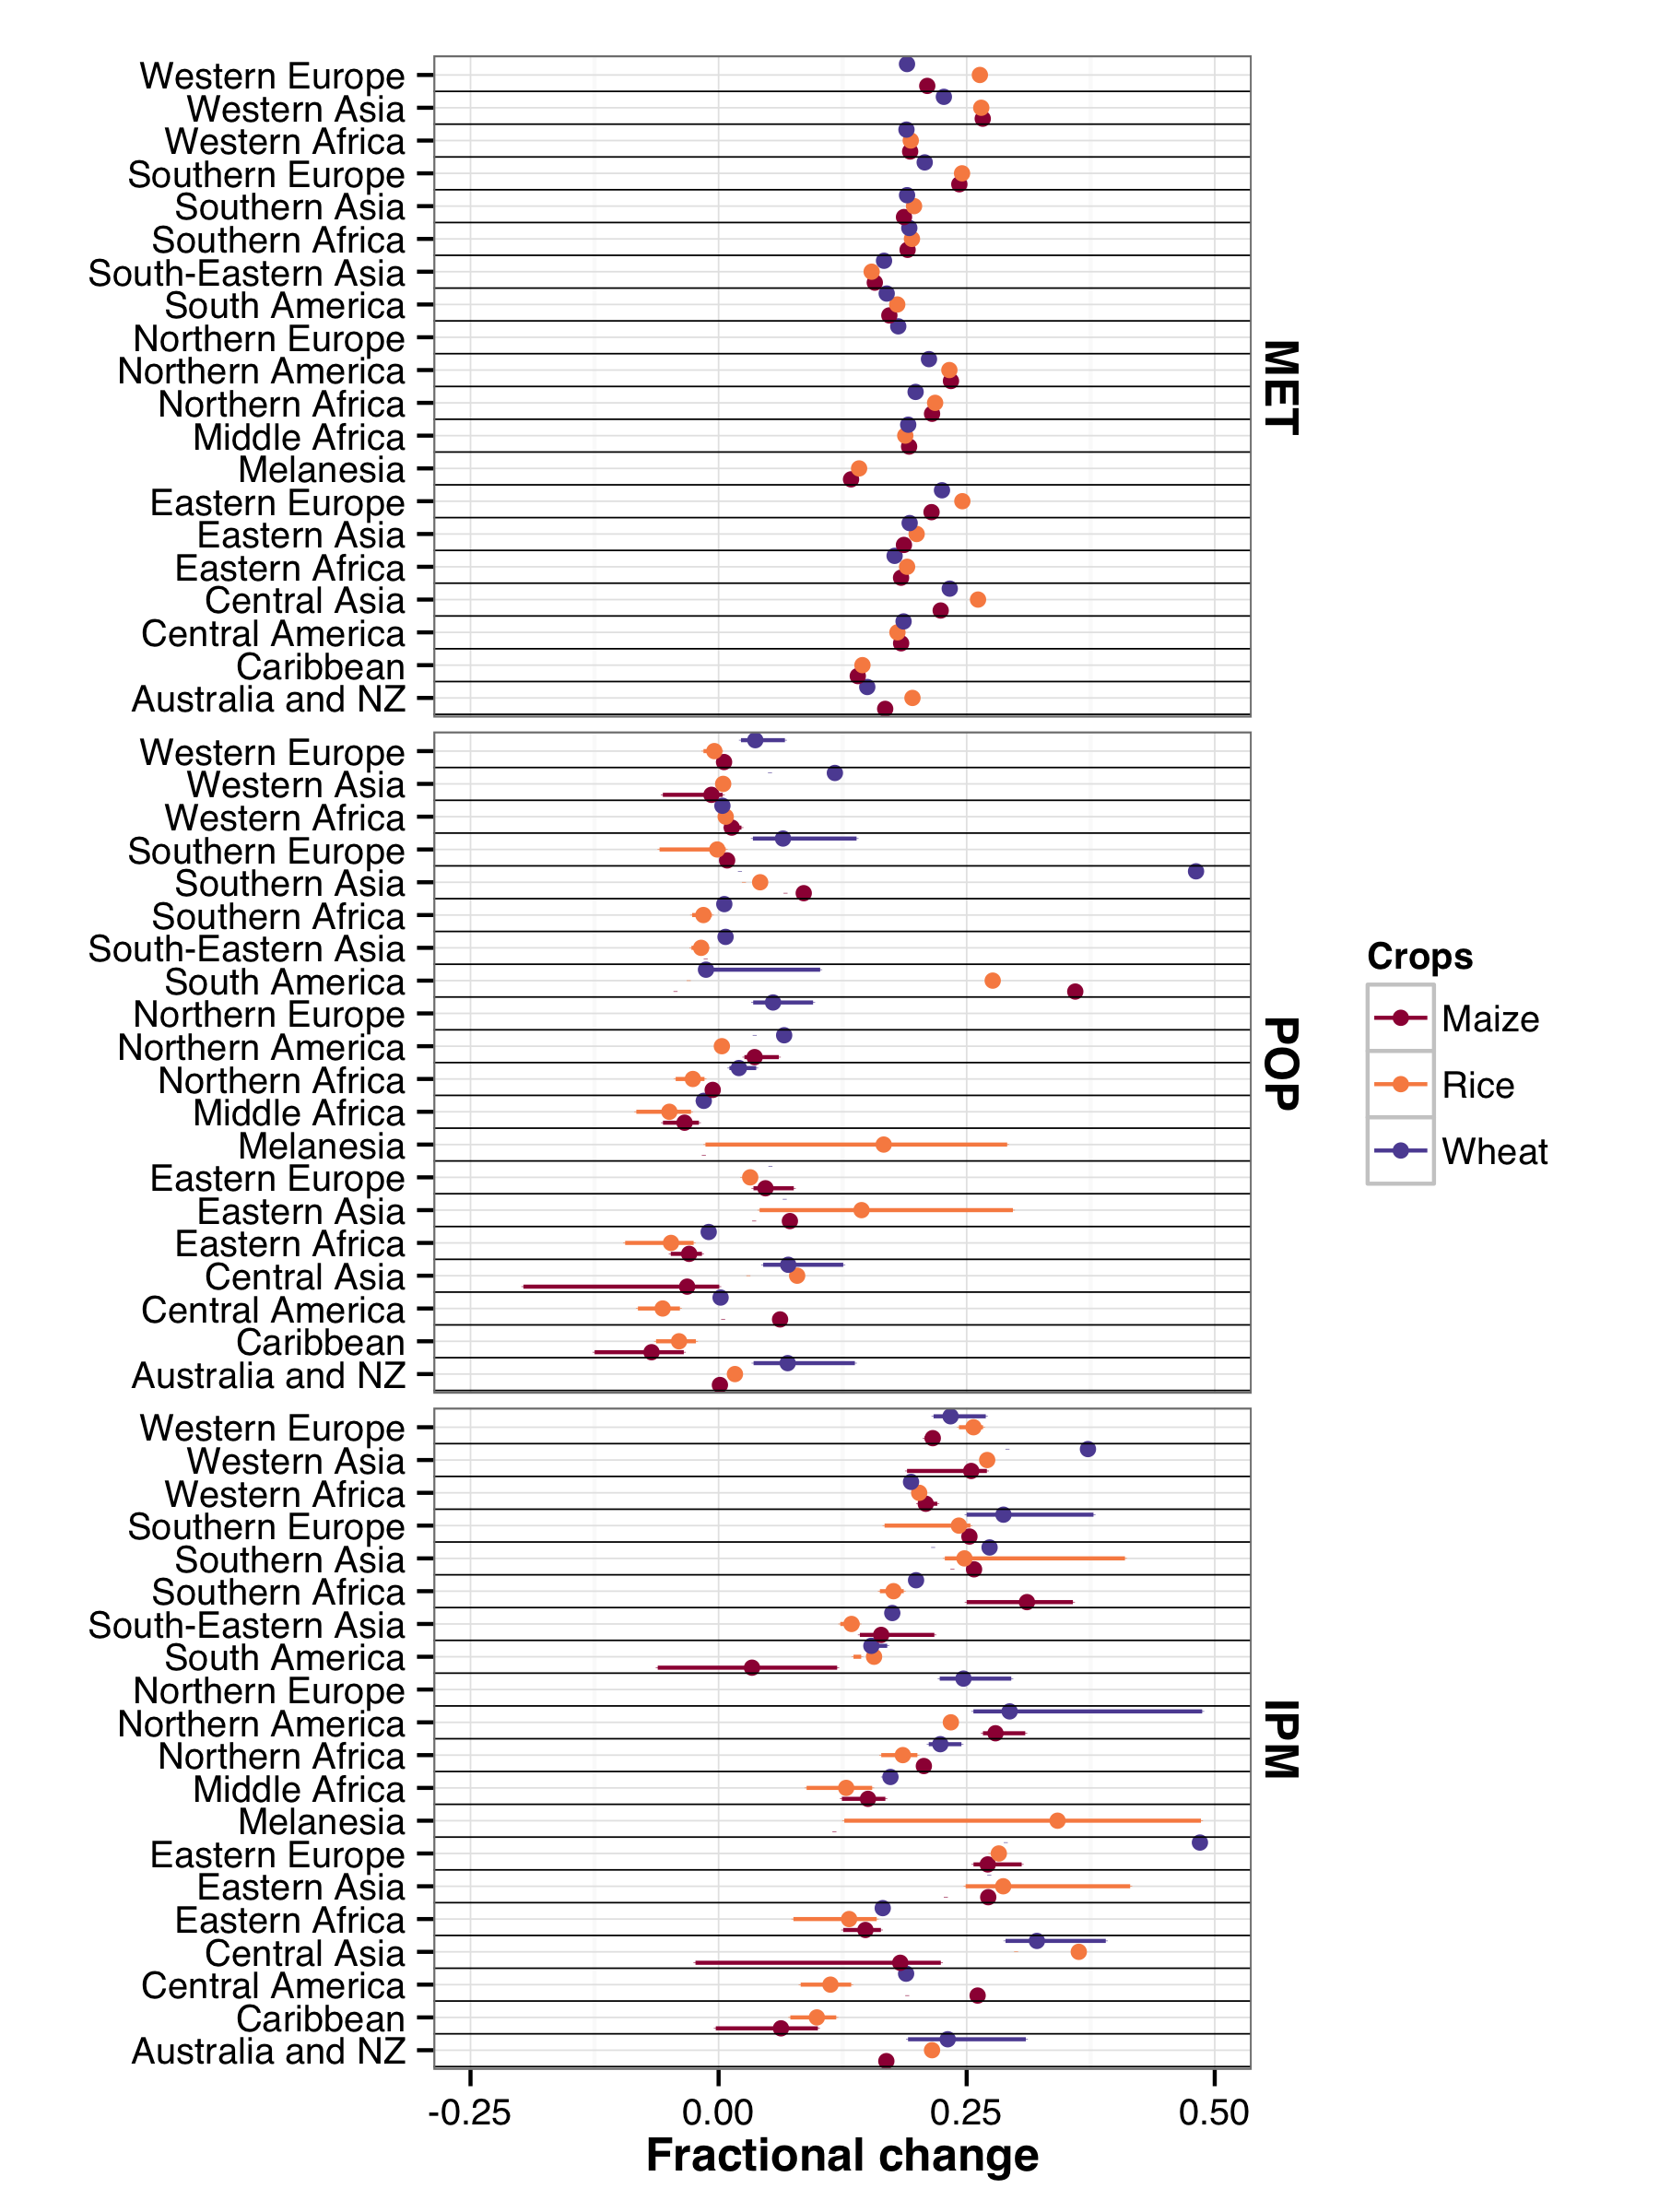 Western Europe
Western Asia
Western Africa
Southern Europe
Southern Asia
Southern Africa
South-Eastern Asia
South America
Northern Europe
Northern America
Northern Africa
Middle Africa
Melanesia
Eastern Europe
Eastern Asia
Eastern Africa
Central Asia
Central America
Caribbean
Australia and NZ
MET
Western Europe
Western Asia
Western Africa
Southern Europe
Southern Asia
Southern Africa
South-Eastern Asia
South America
Northern Europe
Northern America
Northern Africa
Middle Africa
Melanesia
Eastern Europe
Eastern Asia
Eastern Africa
Central Asia
Central America
Caribbean
Australia and NZ
POP
Western Europe
Western Asia
Western Africa
Southern Europe
Southern Asia
Southern Africa
South-Eastern Asia
South America
Northern Europe
Northern America
Northern Africa
Middle Africa
Melanesia
Eastern Europe
Eastern Asia
Eastern Africa
Central Asia
Central America
Caribbean
Australia and NZ
IPM
-0.25 0.00 0.25 0.50
Fractional change
Crops
Maize
Rice
Wheat